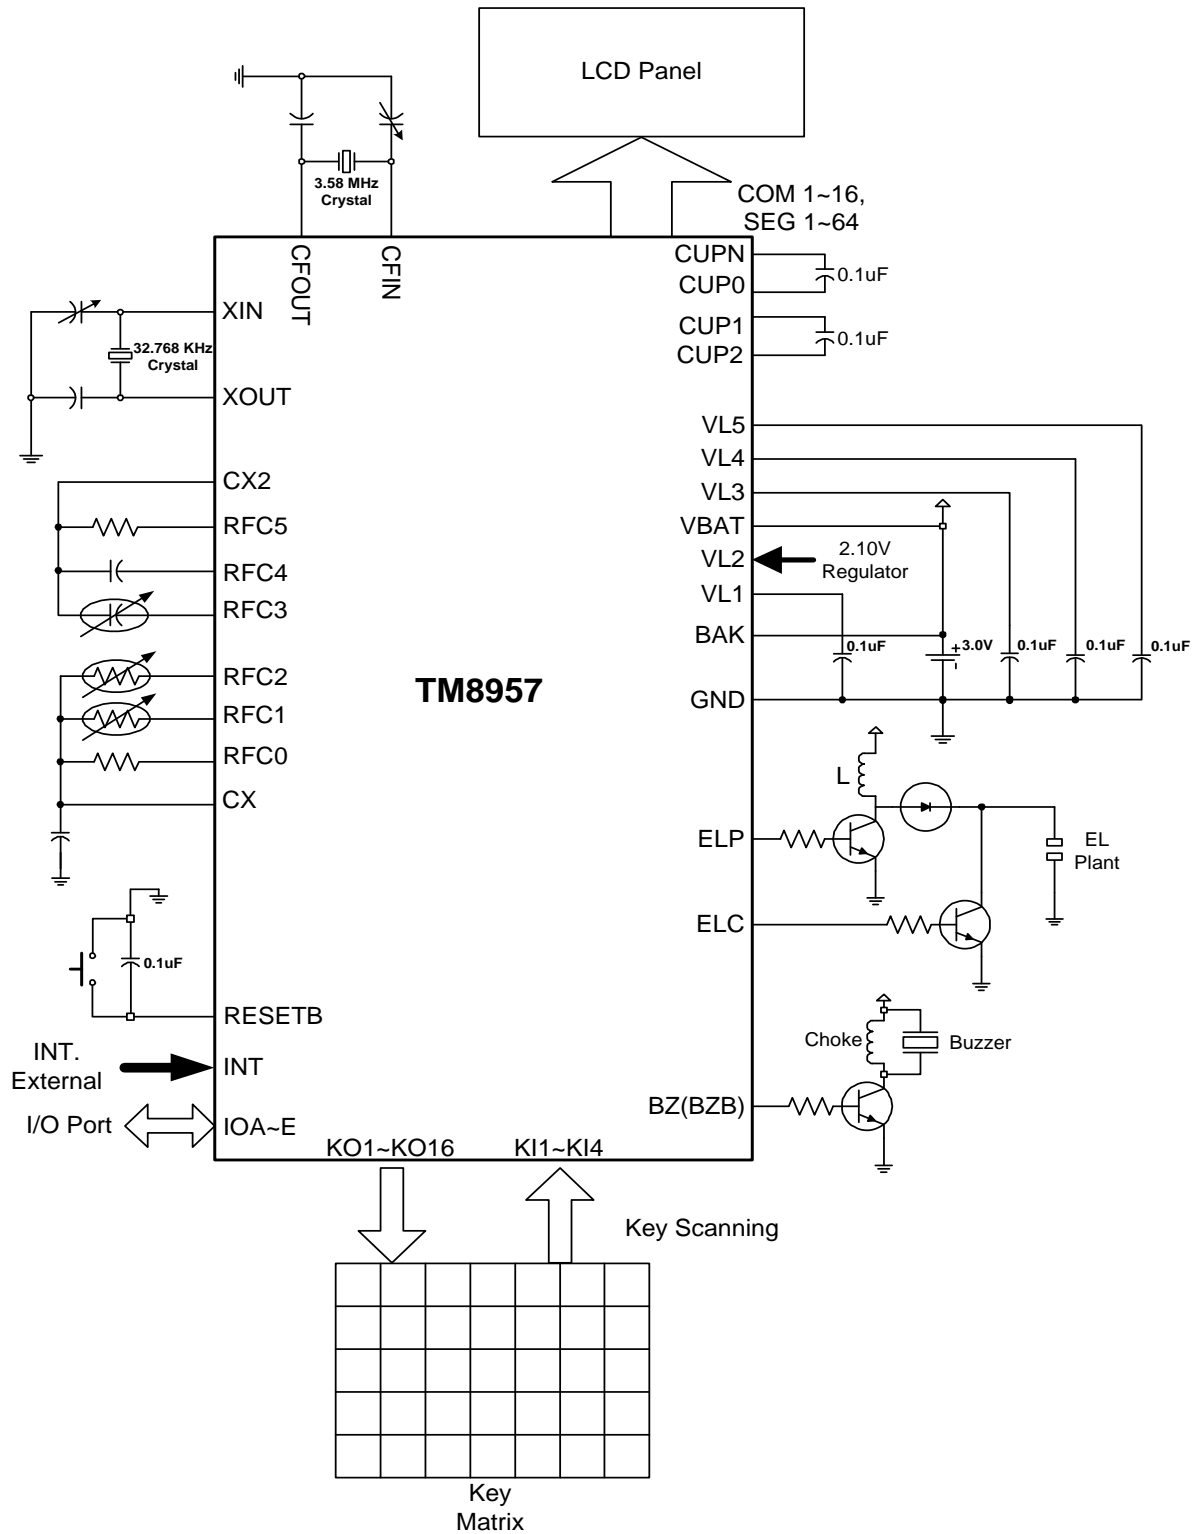 LCD Panel
3.58 MHz
Crystal
COM 1~16,
SEG 1~64
CFOUT
CFIN
CUPN
CUP0
0.1uF
CUP1
CUP2
0.1uF
XIN
32.768 KHz
Crystal
XOUT
VL5
VL4
VL3
VBAT
VL2
2.10V
Regulator
VL1
BAK
0.1uF
+
3.0V
-
0.1uF
0.1uF
0.1uF
GND
CX2
RFC5
RFC4
RFC3
RFC2
RFC1
RFC0
CX
TM8957
L
ELP
EL
Plant
ELC
0.1uF
RESETB
INT.
External
INT
I/O Port
IOA~E
Choke
Buzzer
BZ(BZB)
KO1~KO16
KI1~KI4
Key Scanning
Key
Matrix